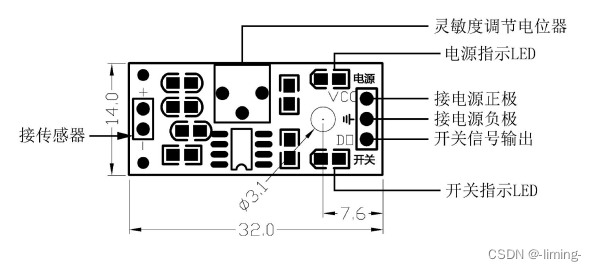 灵敏度调节电位器
电源指示LED
电源
VCC
接电源正极
接电源负极
DO
开关信号输出
开关
开关指示LED
接传感器
+
-
14.0
Ø3.1
7.6
32.0
CSDN @-liming-